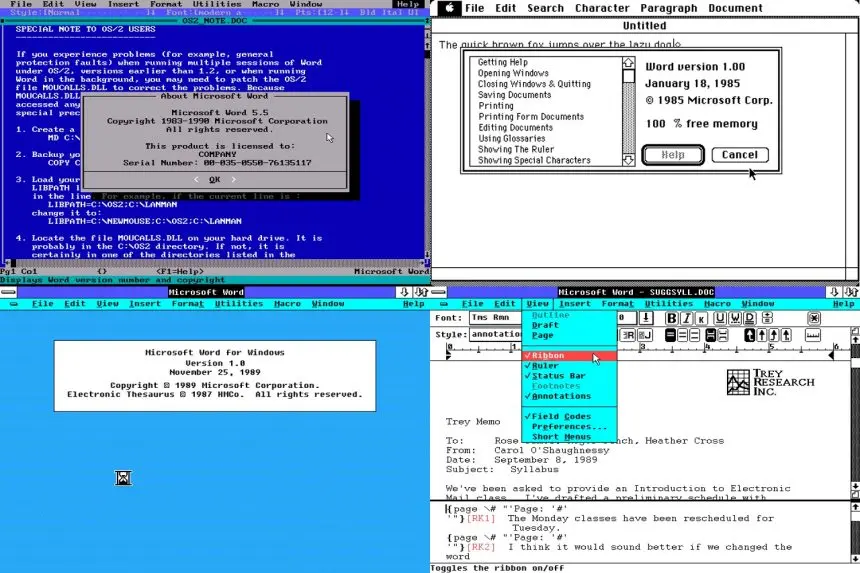 File Edit View Insert Format Utilities Macro Window Help
OS2_NOTE.DOC
SPECIAL NOTE TO OS/2 USERS
If you experience problems (for example, general
protection faults) when running multiple sessions of Word
under OS/2, versions earlier than 1.2, or when running
Word in the background, you may need to patch the OS/2
file MOUCALLS.DLL to correct the problems. Because
MOUCALLS.DLL
accessed any
special prec
About Microsoft Word
Microsoft Word 5.5
Copyright 1983-1990 Microsoft Corporation
All rights reserved.
This product is licensed to:
COMPANY
Serial Number: 00-035-0550-76135117
< OK >
1. Create a
MD C:\
2. Backup yo
COPY C
3. Load your
LIBPATH l
in the line. For example, if the current line is :
LIBPATH=C:\OS2;C:\LANMAN
change it to:
LIBPATH=C:\NEWMOUSE;C:\OS2;C:\LANMAN
4. Locate the file MOUCALLS.DLL on your hard drive. It is
probably in the C:\OS2 directory. If not, it is
certainly in one of the directories listed in the
Pg1 Co1 {} <F1=Help> Microsoft Word
Displays Word version number and copyright
File Edit Search Character Paragraph Document
Untitled
The quick brown fox jumps over the lazy dog
Getting Help
Opening Windows
Closing Windows & Quitting
Saving Documents
Printing
Printing Form Documents
Editing Documents
Using Glossaries
Showing The Ruler
Showing Special Characters
Word version 1.00
January 18, 1985
© 1985 Microsoft Corp.
100 % free memory
Help Cancel
Microsoft Word
File Edit View Insert Format Utilities Macro Window Help
Microsoft Word for Windows
Version 1.0
November 25, 1989
Copyright © 1989 Microsoft Corporation.
Electronic Thesaurus © 1987 HMCo. All rights reserved.
Microsoft Word - SUGGSYLL.DOC
File Edit View Insert Format Utilities Macro Window Help
Font: Tms Rmn
Style: annotatio
Outline
Draft
Page
✓Ribbon
✓Ruler
✓Status Bar
Footnotes
✓Annotations
✓Field Codes
Preferences...
Short Menus
B I K U W D
0 1 3 4 5 6
TREY
RESEARCH
INC.
Trey Memo
To: Rose Heather Cross
From: Carol O'Shaughnessy
Date: September 8, 1989
Subject: Syllabus
We've been asked to provide an Introduction to Electronic
Mail class. I've drafted a preliminary schedule with
{page \# "'Page: '#'
'"}[RK1] The Monday classes have been rescheduled for
Tuesday.
{page \# "'Page: '#'
'"}[RK2] I think it would sound better if we changed the
word
Toggles the ribbon on/off